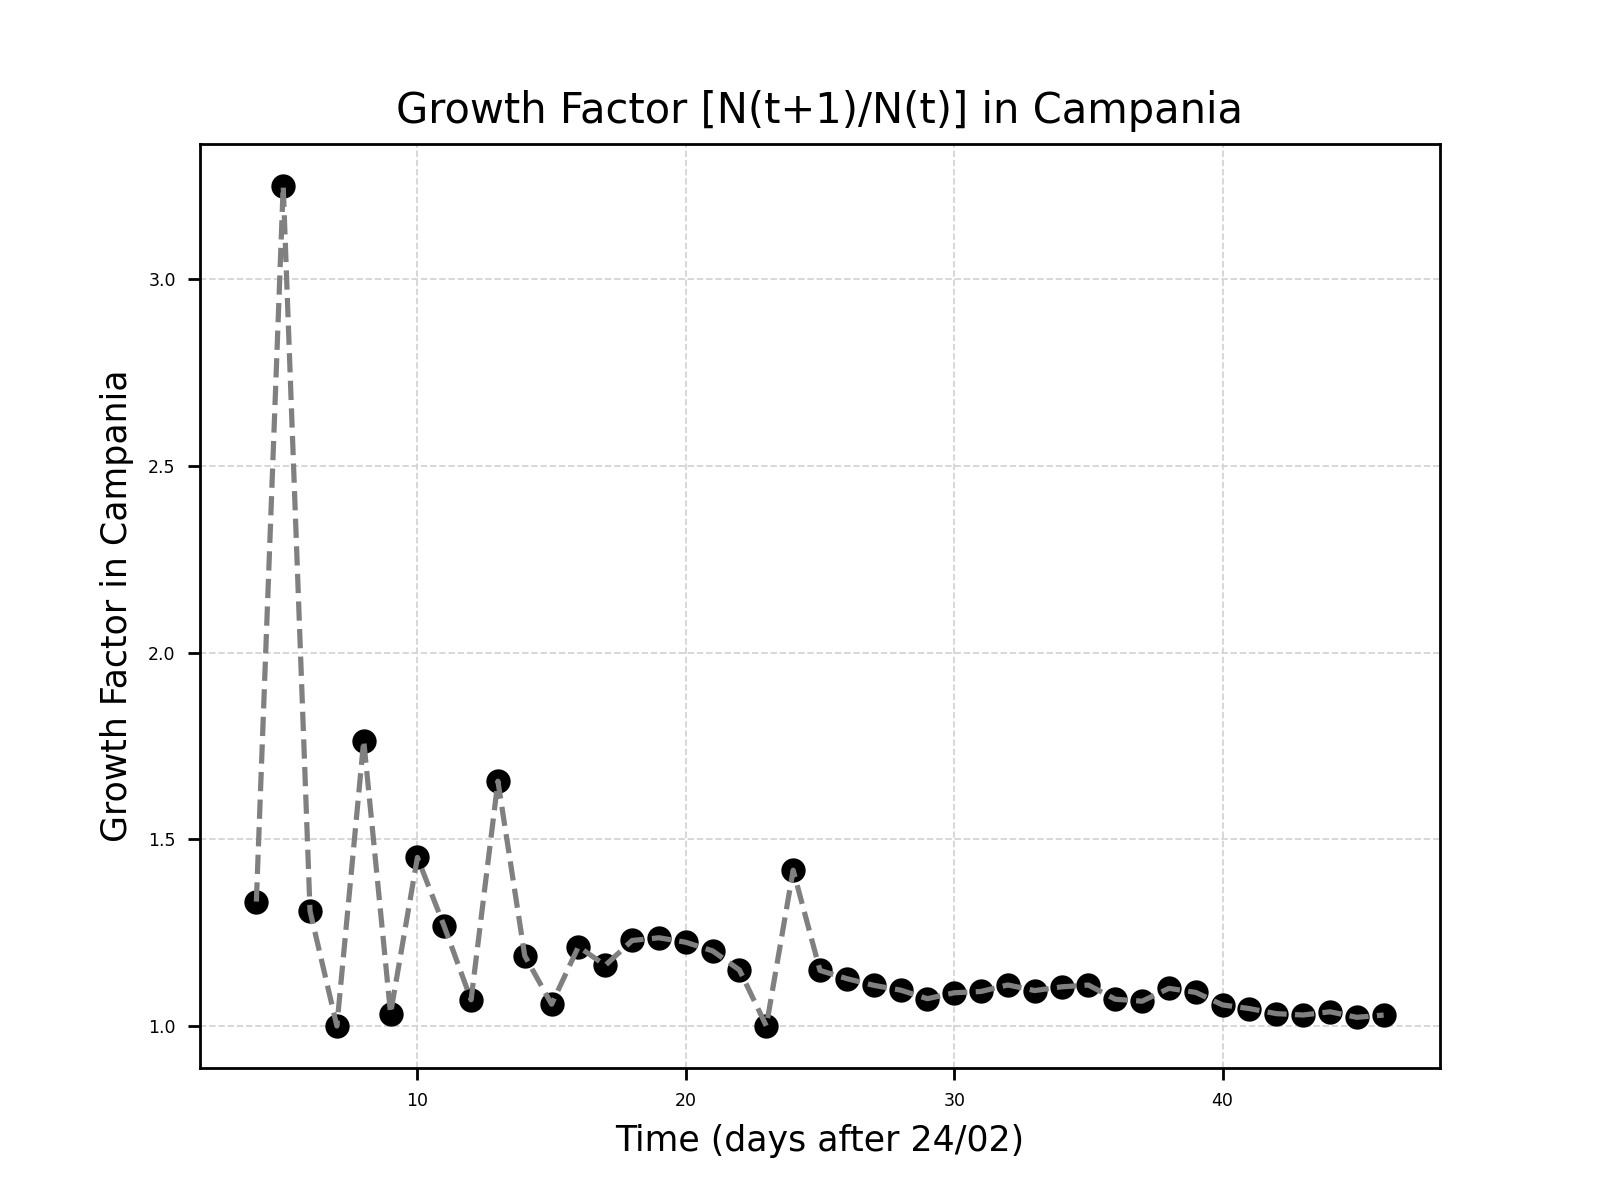 Growth Factor [N(t+1)/N(t)] in Campania
Growth Factor in Campania
3.0
2.5
2.0
1.5
1.0
10 20 30 40
Time (days after 24/02)